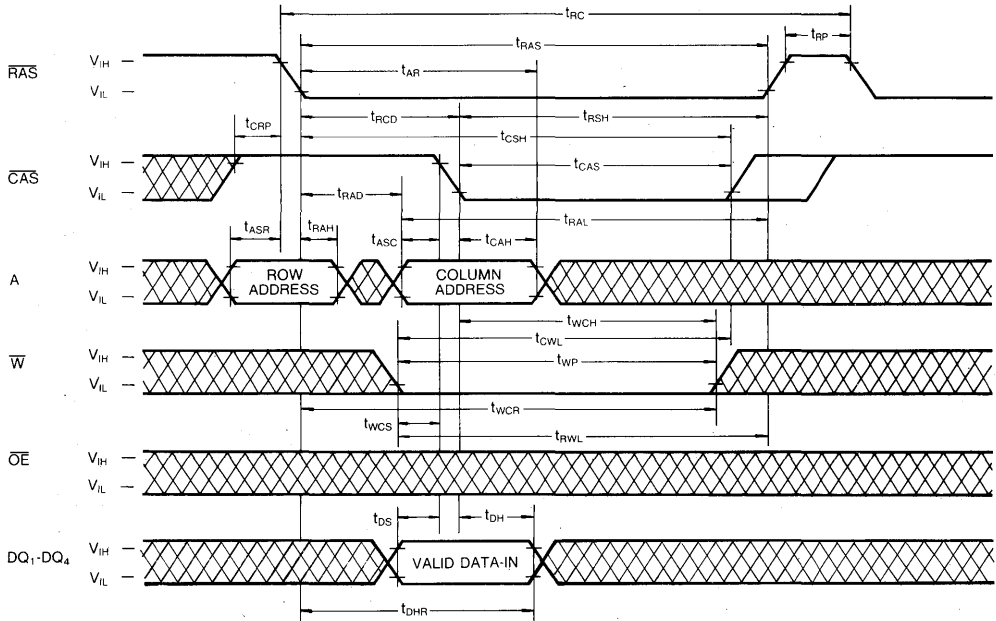 tRC
tRAS
tRP
RAS
VIH
VIL
tAR
tRCD
tRSH
tCRP
tCSH
CAS
VIH
VIL
tCAS
tRAD
tRAL
tASR
tRAH
tASC
tCAH
A
VIH
VIL
ROW
ADDRESS
COLUMN
ADDRESS
tWCH
tCWL
W
VIH
VIL
tWP
tWCR
tWCS
tRWL
OE
VIH
VIL
tDS
tDH
DQ1-DQ4
VIH
VIL
VALID DATA-IN
tDHR